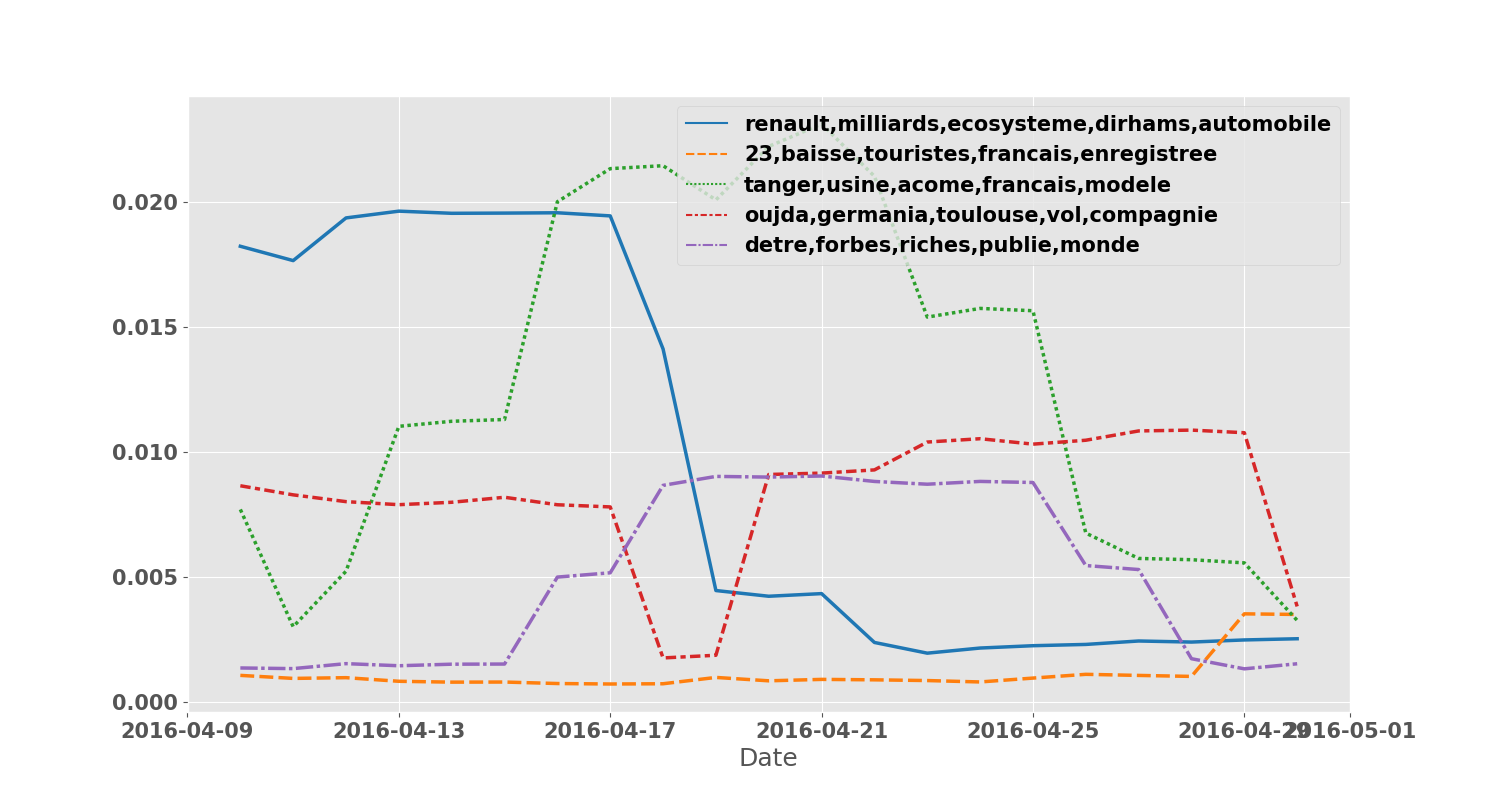 renault,milliards,ecosysteme,dirhams,automobile
23,baisse,touristes,francais,enregistree
tanger,usine,acome,francais,modele
oujda,germania,toulouse,vol,compagnie
detre,forbes,riches,publie,monde
0.020
0.015
0.010
0.005
0.000
2016-04-09 2016-04-13 2016-04-17 2016-04-21 2016-04-25 2016-04-29 2016-05-01
Date